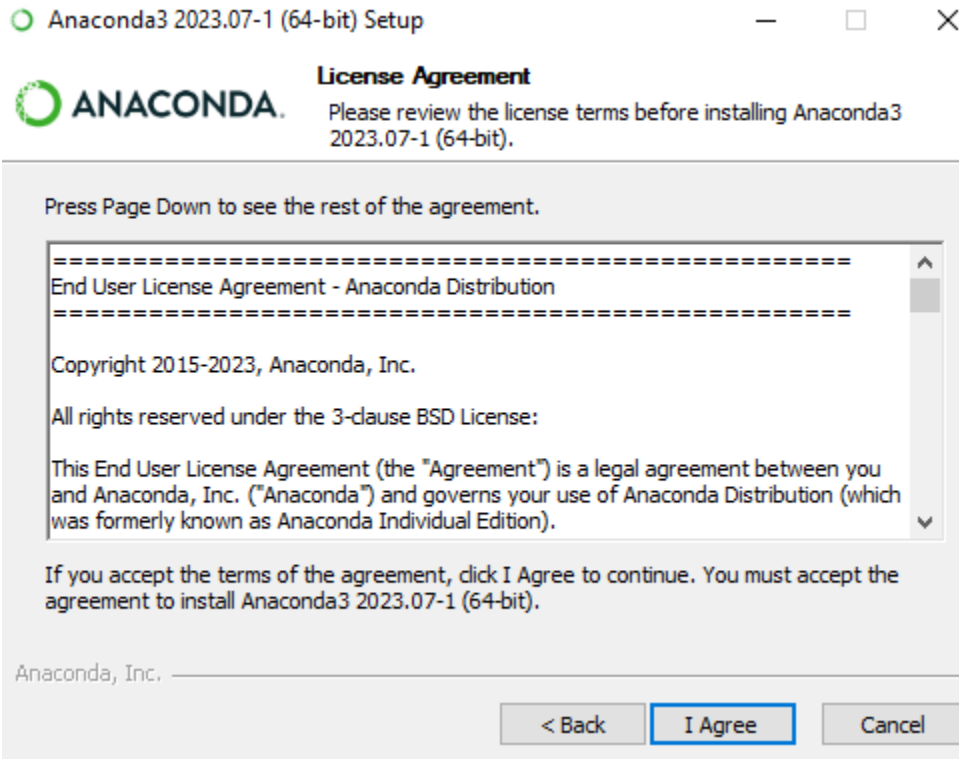 Anaconda3 2023.07-1 (64-bit) Setup
ANACONDA.
License Agreement
Please review the license terms before installing Anaconda3
2023.07-1 (64-bit).
Press Page Down to see the rest of the agreement.
==================================================
End User License Agreement - Anaconda Distribution
==================================================
Copyright 2015-2023, Anaconda, Inc.
All rights reserved under the 3-clause BSD License:
This End User License Agreement (the "Agreement") is a legal agreement between you
and Anaconda, Inc. ("Anaconda") and governs your use of Anaconda Distribution (which
was formerly known as Anaconda Individual Edition).
If you accept the terms of the agreement, click I Agree to continue. You must accept the
agreement to install Anaconda3 2023.07-1 (64-bit).
Anaconda, Inc.
< Back
I Agree
Cancel